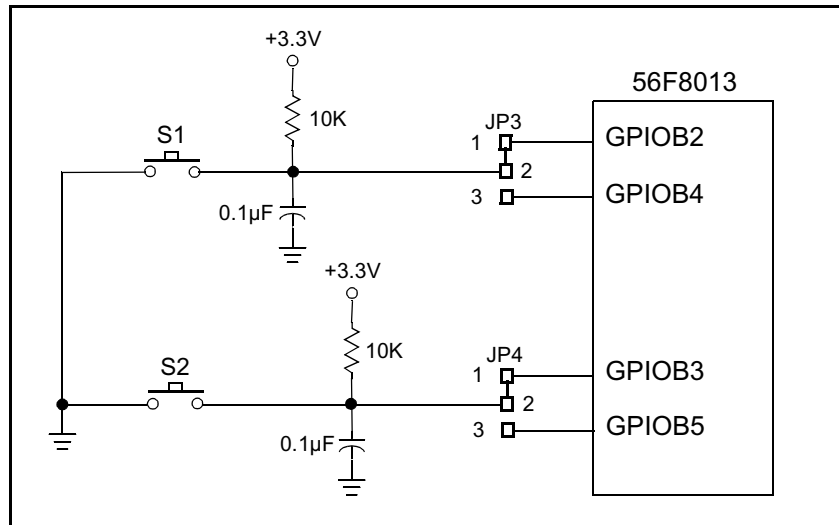 +3.3V
56F8013
10K
JP3
S1
1
GPIOB2
2
3
GPIOB4
0.1µF
+3.3V
10K
JP4
S2
1
GPIOB3
2
3
GPIOB5
0.1µF